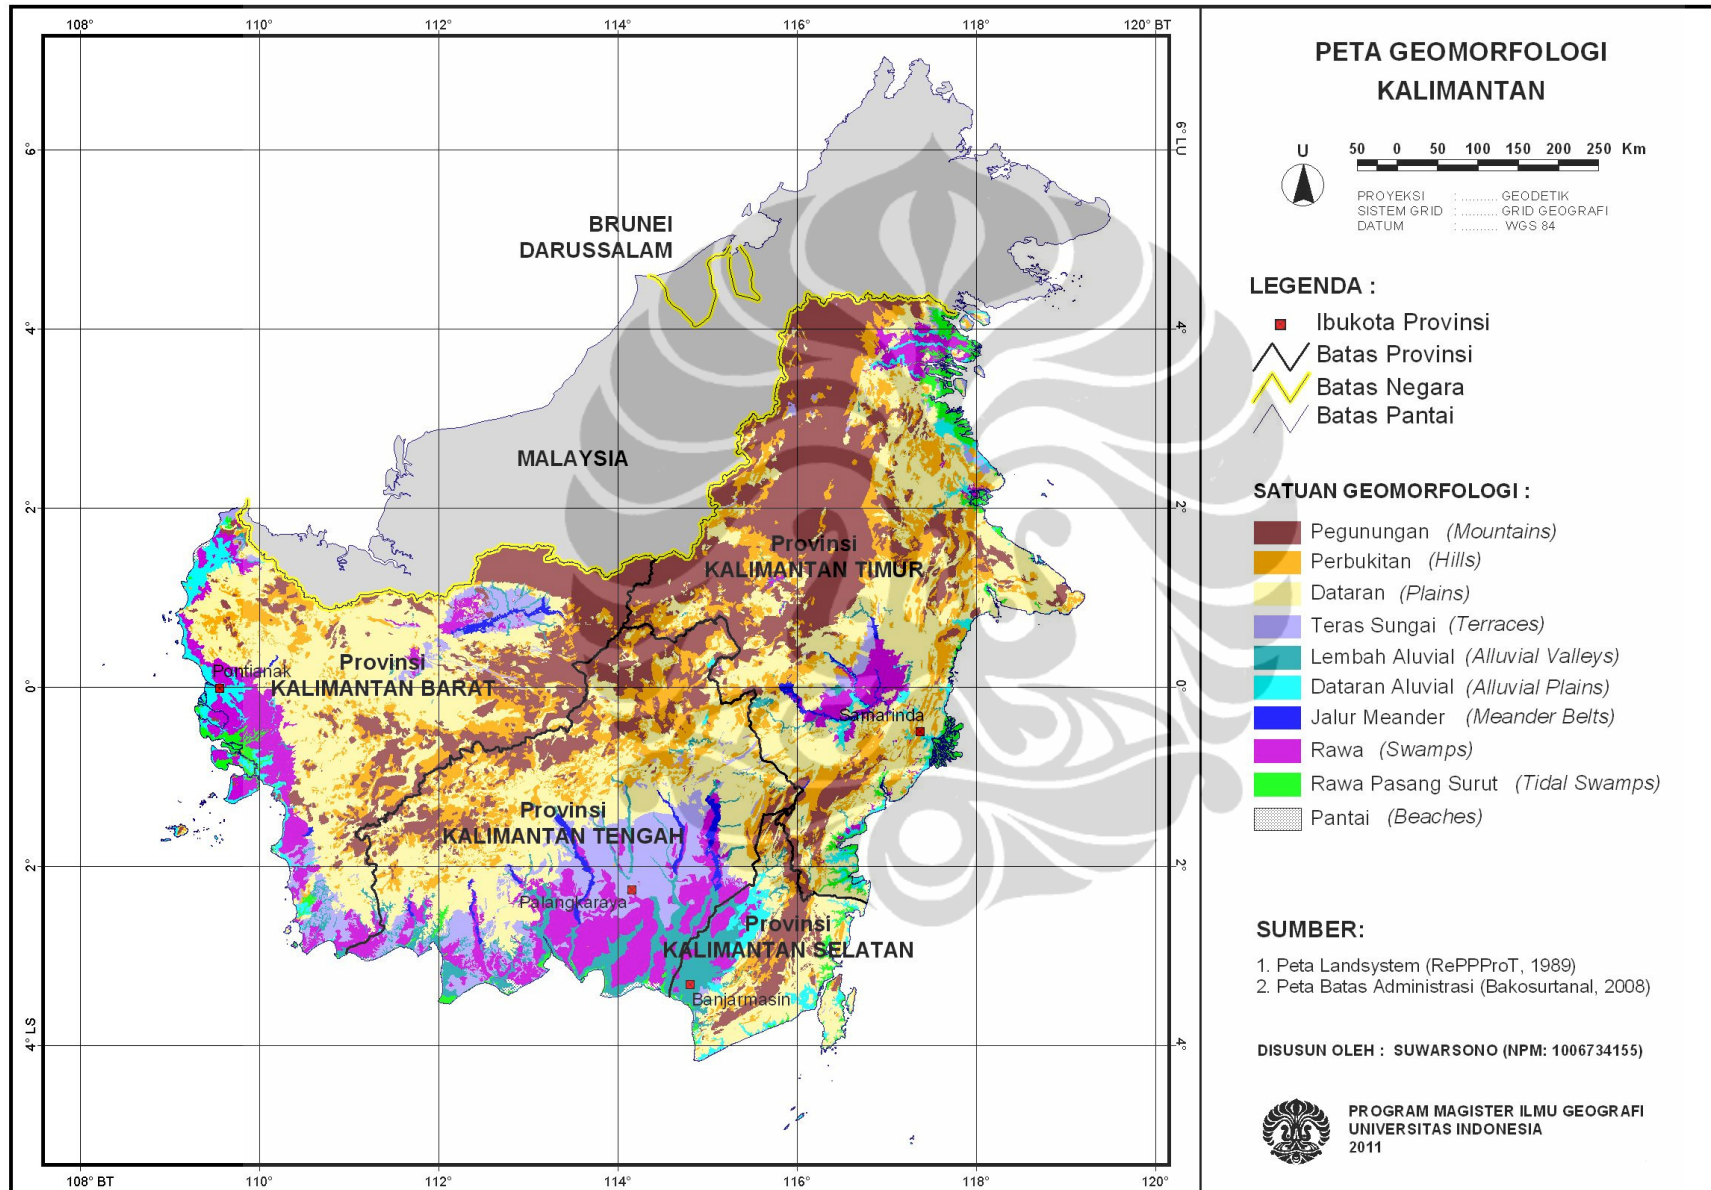 108°
110°
112°
114°
116°
118°
120° BT
6°
4°
2°
0°
2°
4° LS
6° LU
4°
2°
0°
2°
4°
108° BT
110°
112°
114°
116°
118°
120°
BRUNEI
DARUSSALAM
MALAYSIA
Provinsi
KALIMANTAN TIMUR
Provinsi
KALIMANTAN BARAT
Pontianak
Samarinda
Provinsi
KALIMANTAN TENGAH
Palangkaraya
Provinsi
KALIMANTAN SELATAN
Banjarmasin
PETA GEOMORFOLOGI
KALIMANTAN
U
50 0 50 100 150 200 250 Km
PROYEKSI : ......... GEODETIK
SISTEM GRID : ......... GRID GEOGRAFI
DATUM : .......... WGS 84
LEGENDA :
Ibukota Provinsi
Batas Provinsi
Batas Negara
Batas Pantai
SATUAN GEOMORFOLOGI :
Pegunungan (Mountains)
Perbukitan (Hills)
Dataran (Plains)
Teras Sungai (Terraces)
Lembah Aluvial (Alluvial Valleys)
Dataran Aluvial (Alluvial Plains)
Jalur Meander (Meander Belts)
Rawa (Swamps)
Rawa Pasang Surut (Tidal Swamps)
Pantai (Beaches)
SUMBER:
1. Peta Landsystem (RePPProT, 1989)
2. Peta Batas Administrasi (Bakosurtanal, 2008)
DISUSUN OLEH : SUWARSONO (NPM: 1006734155)
PROGRAM MAGISTER ILMU GEOGRAFI
UNIVERSITAS INDONESIA
2011